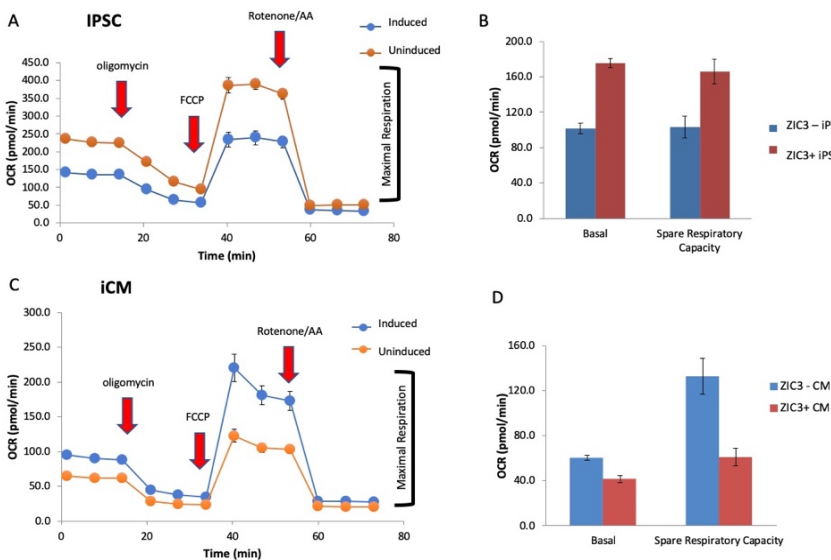 A
IPSC
Rotenone/AA
oligomycin
FCCP
Induced
Uninduced
Maximal Respiration
OCR (pmol/min)
450.0
400.0
350.0
300.0
250.0
200.0
150.0
100.0
50.0
0.0
0
20
40
60
80
Time (min)
B
OCR (pmol/min)
200.0
160.0
120.0
80.0
40.0
0.0
Basal
Spare Respiratory
Capacity
ZIC3 – iP
ZIC3+ iPS
C
iCM
Rotenone/AA
oligomycin
FCCP
Induced
Uninduced
Maximal Respiration
OCR (pmol/min)
300.0
250.0
200.0
150.0
100.0
50.0
0.0
0
20
40
60
80
Time (min)
D
OCR (pmol/min)
160.0
120.0
80.0
40.0
0.0
Basal
Spare Respiratory Capacity
ZIC3 - CM
ZIC3+ CM